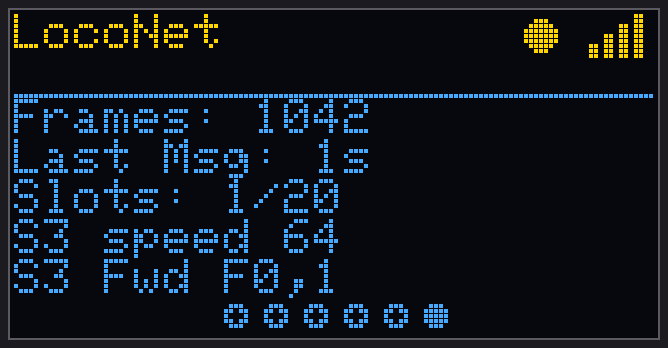 LocoNet
Frames: 1042
Last Msg: 1s
Slots: 1/20
S3 speed 64
S3 Fwd F0,1